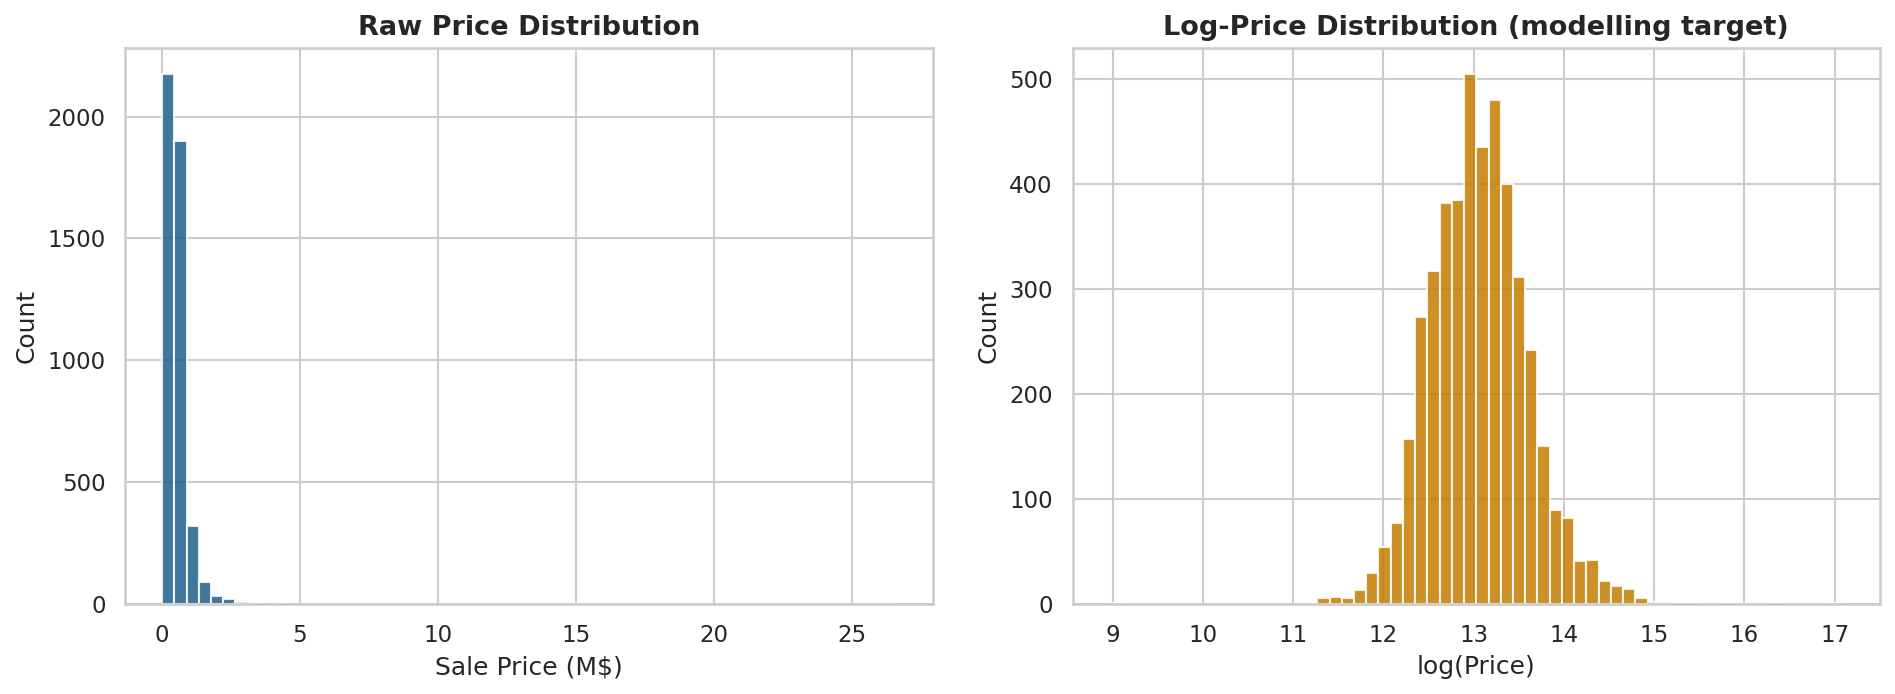 Raw Price Distribution
Count
2000
1500
1000
500
0
0 5 10 15 20 25
Sale Price (M$)
Log-Price Distribution (modelling target)
Count
500
400
300
200
100
0
9 10 11 12 13 14 15 16 17
log(Price)